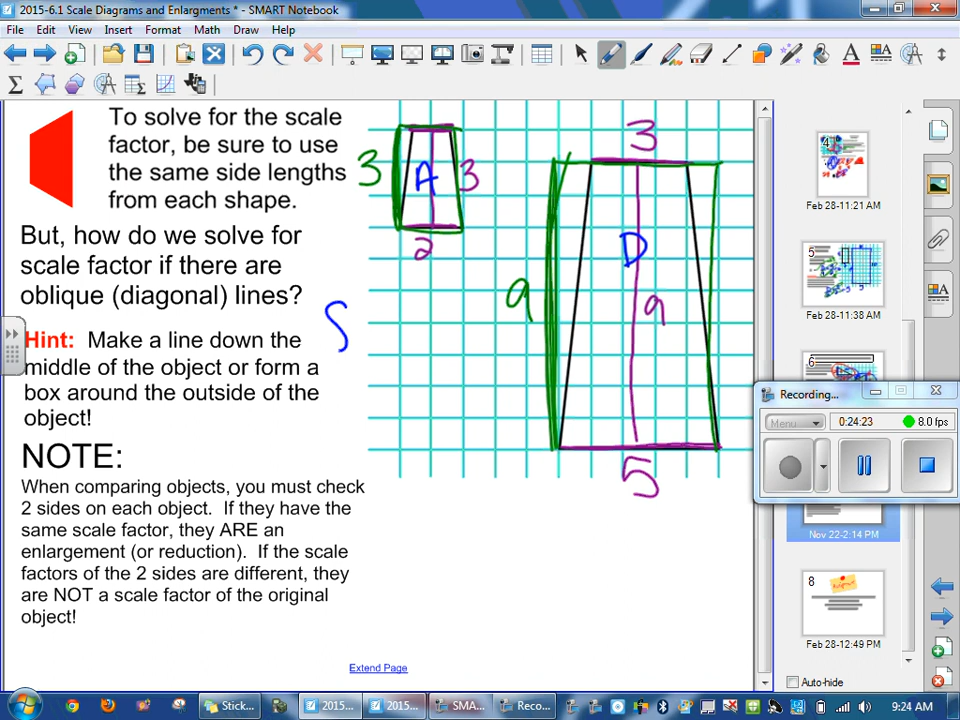 2015-6.1 Scale Diagrams and Enlargments * - SMART Notebook
File Edit View Insert Format Math Draw Help
To solve for the scale
factor, be sure to use
the same side lengths
from each shape.
But, how do we solve for
scale factor if there are
oblique (diagonal) lines?
Hint: Make a line down the
middle of the object or form a
box around the outside of the
object!
NOTE:
When comparing objects, you must check
2 sides on each object. If they have the
same scale factor, they ARE an
enlargement (or reduction). If the scale
factors of the 2 sides are different, they
are NOT a scale factor of the original
object!
3 A 3
2
S
3
D
9 9
5
Extend Page
4
Feb 28-11:21 AM
5
Feb 28-11:38 AM
6
Recording...
Menu 0:24:23 8.0 fps
Nov 22-2:14 PM
8
Feb 28-12:49 PM
Auto-hide
Stick... 2015-... 2015-... SMA... Reco... 9:24 AM